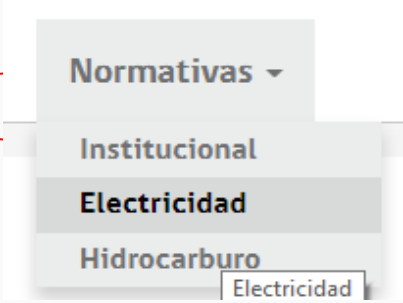 Normativas
Institucional
Electricidad
Hidrocarburo
Electricidad